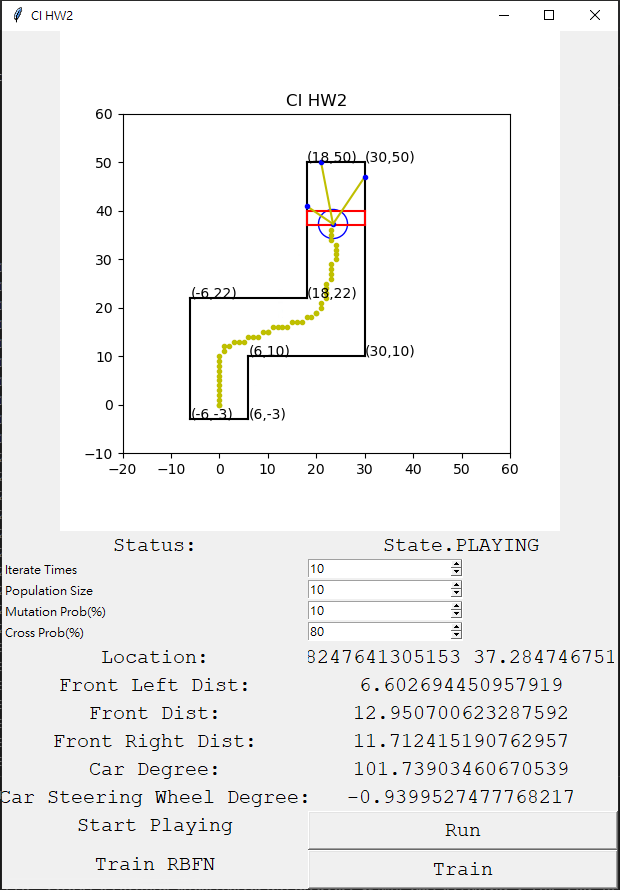 CI HW2
CI HW2
60
50
40
30
20
10
0
−10
(18,50) (30,50)
(-6,22) (18,22)
(6,10) (30,10)
(-6,-3) (6,-3)
−20 −10 0 10 20 30 40 50 60
Status: State.PLAYING
Iterate Times 10
Population Size 10
Mutation Prob(%) 10
Cross Prob(%) 80
Location: 8247641305153 37.284746751
Front Left Dist: 6.602694450957919
Front Dist: 12.950700623287592
Front Right Dist: 11.712415190762957
Car Degree: 101.73903460670539
Car Steering Wheel Degree: -0.9399527477768217
Start Playing Run
Train RBFN Train